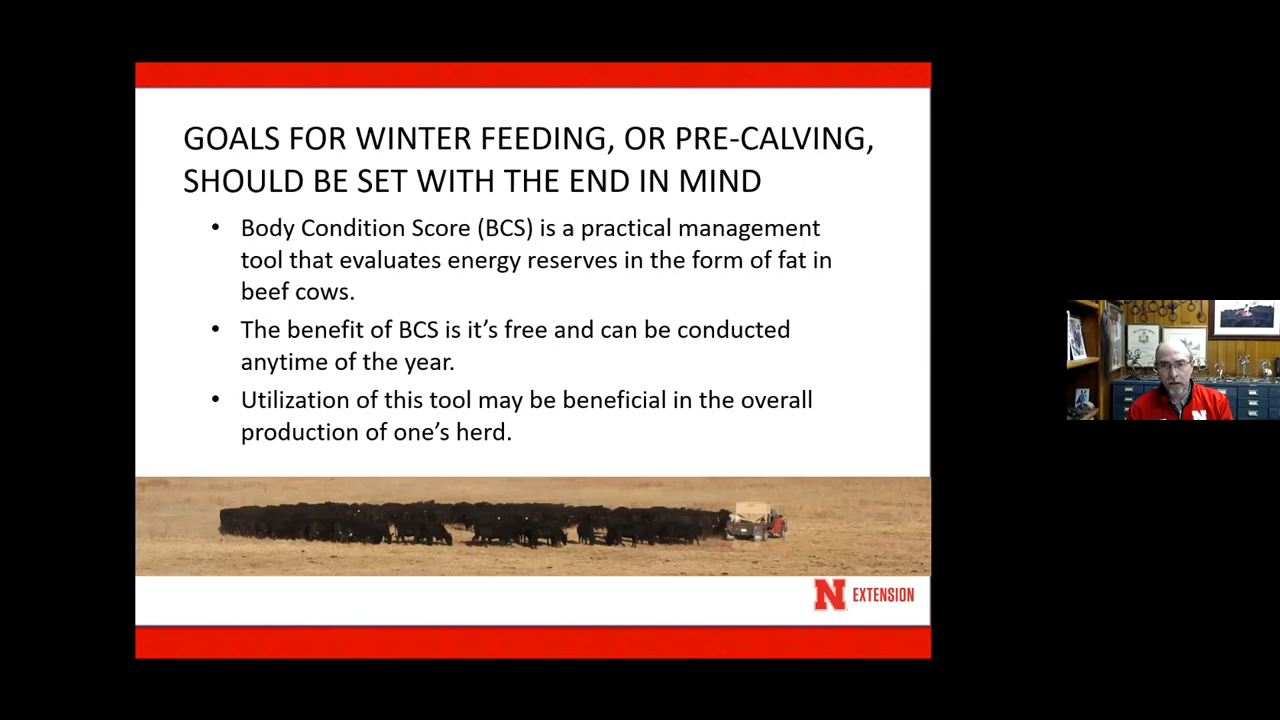 GOALS FOR WINTER FEEDING, OR PRE-CALVING,
SHOULD BE SET WITH THE END IN MIND
• Body Condition Score (BCS) is a practical management
tool that evaluates energy reserves in the form of fat in
beef cows.
• The benefit of BCS is it's free and can be conducted
anytime of the year.
• Utilization of this tool may be beneficial in the overall
production of one's herd.
N EXTENSION
N